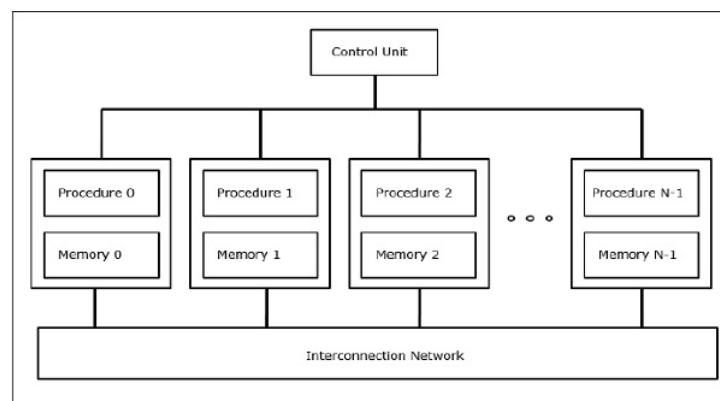 Control Unit
Procedure 0
Procedure 1
Procedure 2
Procedure N-1
Memory 0
Memory 1
Memory 2
Memory N-1
Interconnection Network